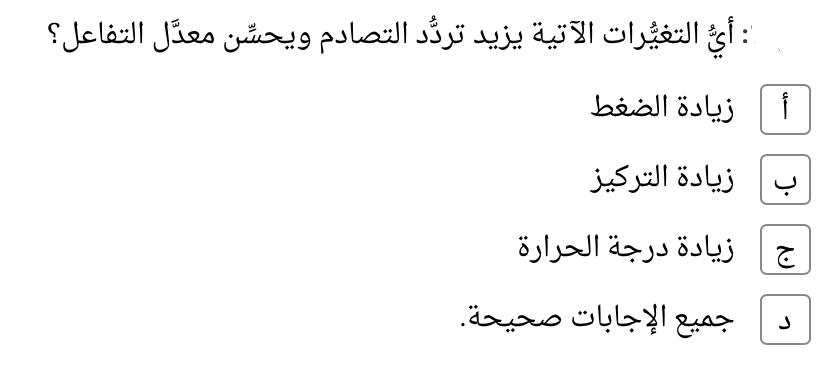 : أيُّ التغيُّرات الآتية يزيد تردُّد التصادم ويحسِّن معدَّل التفاعل؟
أ زيادة الضغط
ب زيادة التركيز
ج زيادة درجة الحرارة
د جميع الإجابات صحيحة.